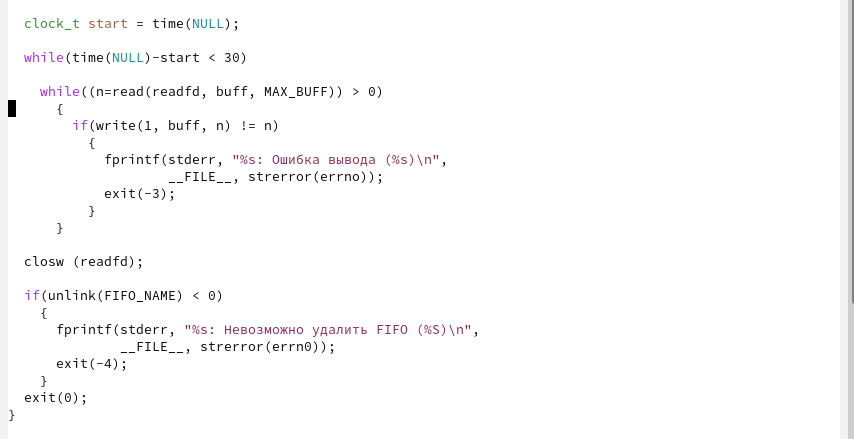 clock_t start = time(NULL);
while(time(NULL)-start < 30)
while((n=read(readfd, buff, MAX_BUFF)) > 0)
{
if(write(1, buff, n) != n)
{
fprintf(stderr, "%s: Ошибка вывода (%s)\n",
__FILE__, strerror(errno));
exit(-3);
}
}
closw (readfd);
if(unlink(FIFO_NAME) < 0)
{
fprintf(stderr, "%s: Невозможно удалить FIFO (%S)\n",
__FILE__, strerror(errn0));
exit(-4);
}
exit(0);
}